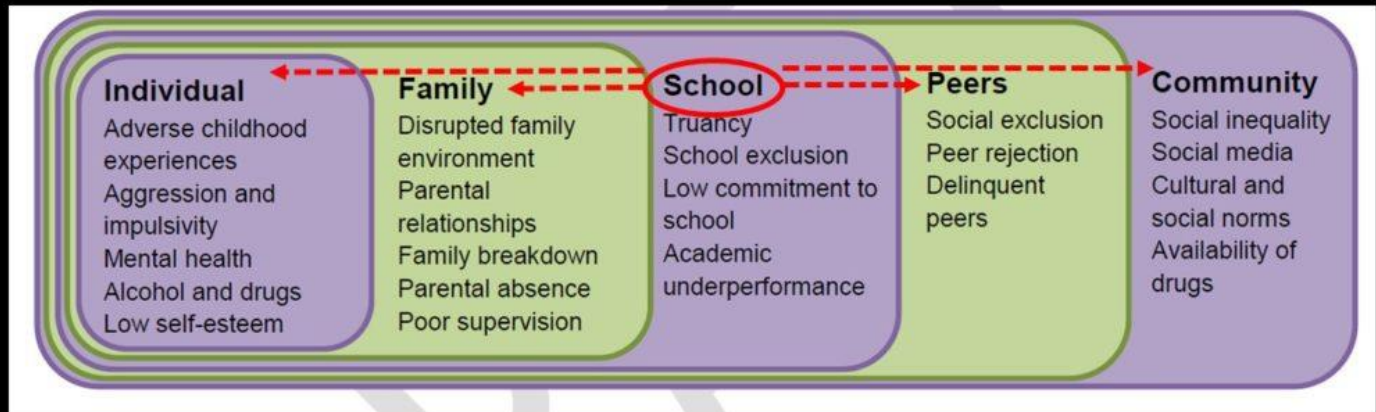 Individual
Adverse childhood
experiences
Aggression and
impulsivity
Mental health
Alcohol and drugs
Low self-esteem
Family
Disrupted family
environment
Parental
relationships
Family breakdown
Parental absence
Poor supervision
School
Truancy
School exclusion
Low commitment to
school
Academic
underperformance
Peers
Social exclusion
Peer rejection
Delinquent
peers
Community
Social inequality
Social media
Cultural and
social norms
Availability of
drugs